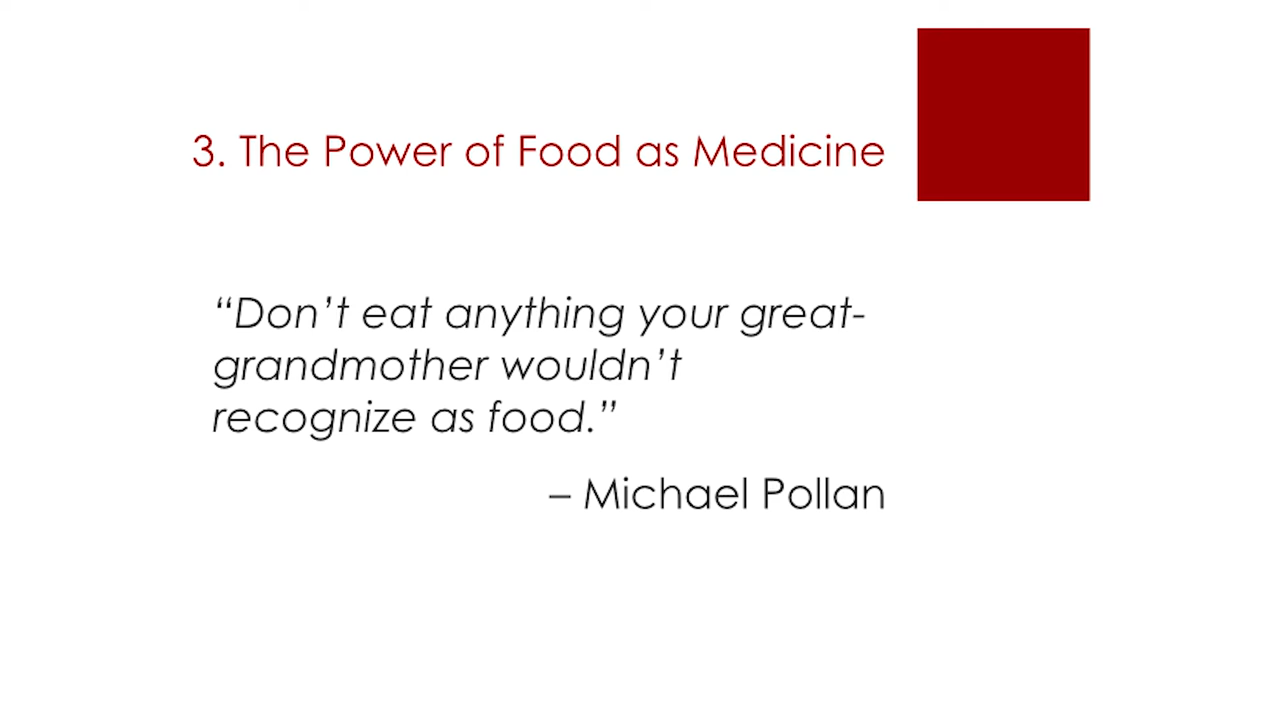 3. The Power of Food as Medicine
“Don’t eat anything your great-
grandmother wouldn’t
recognize as food.”
– Michael Pollan